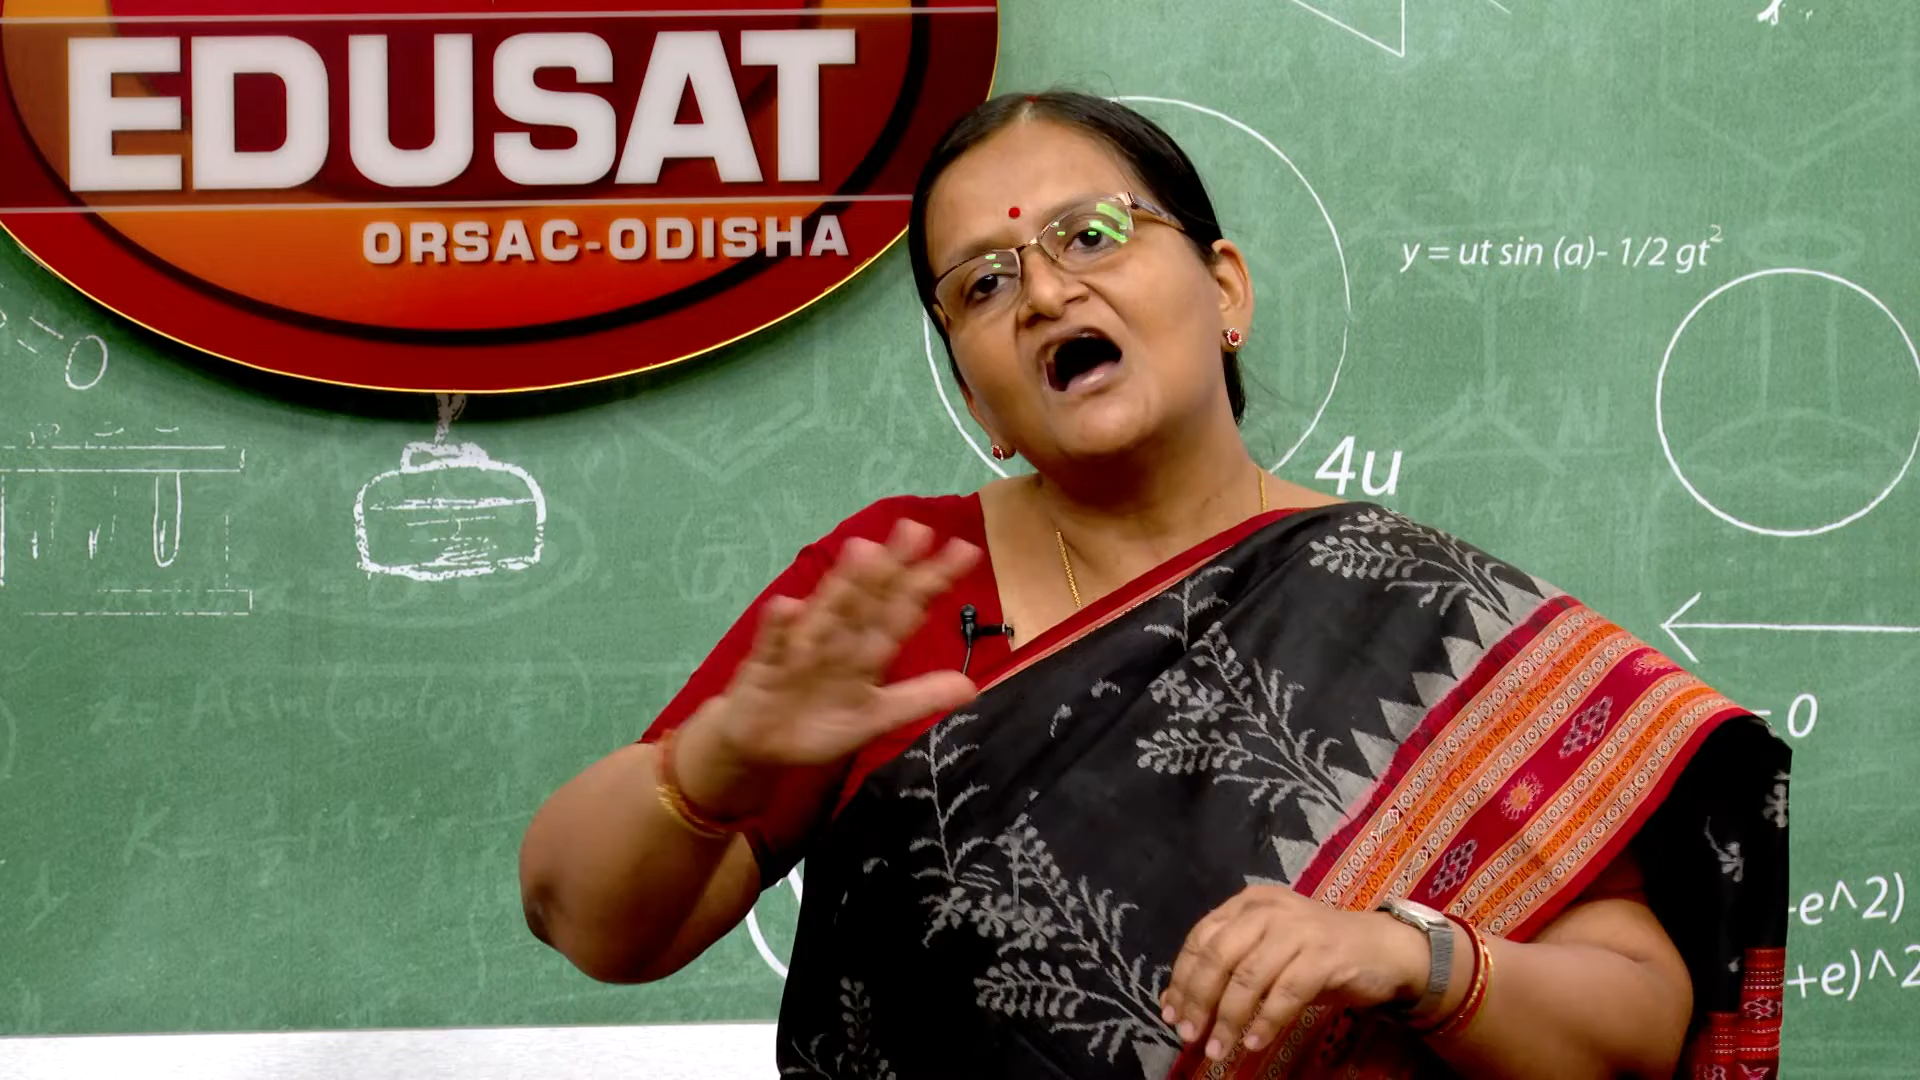 EDUSAT
ORSAC-ODISHA
y = ut sin (a)- 1/2 gt²
4u
= 0
-e^2)
+e)^2